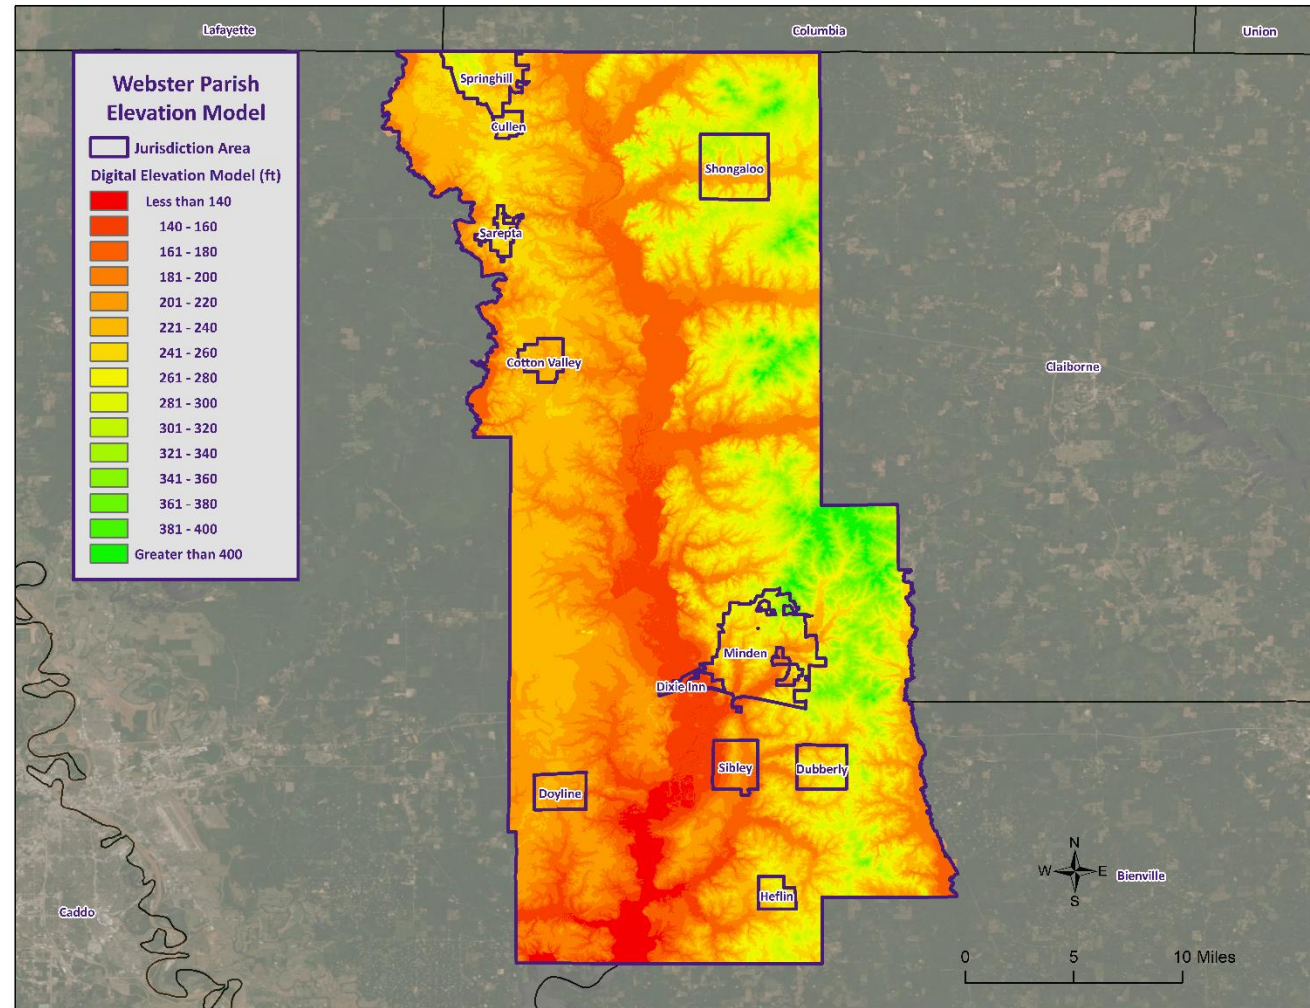 Lafayette
Columbia
Union
Webster Parish
Elevation Model
Jurisdiction Area
Digital Elevation Model (ft)
Less than 140
140 - 160
161 - 180
181 - 200
201 - 220
221 - 240
241 - 260
261 - 280
281 - 300
301 - 320
321 - 340
341 - 360
361 - 380
381 - 400
Greater than 400
Springhill
Cullen
Shongaloo
Sarepta
Cotton Valley
Claiborne
Minden
Dixie Inn
Sibley
Dubberly
Doyline
Heflin
Caddo
N
W
E
S
Bienville
0 5 10 Miles